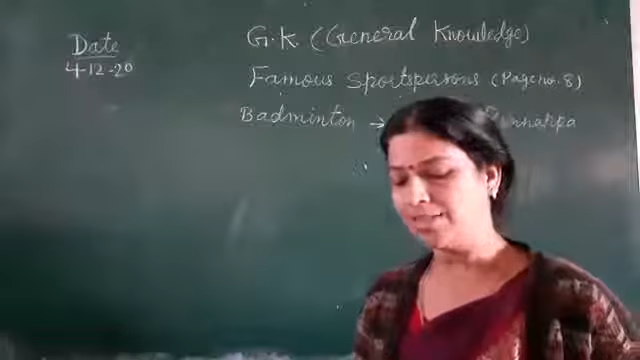 Date
4-12-20
G.K. (General Knowledge)
Famous Sportspersons (Page no. 8)
Badminton →